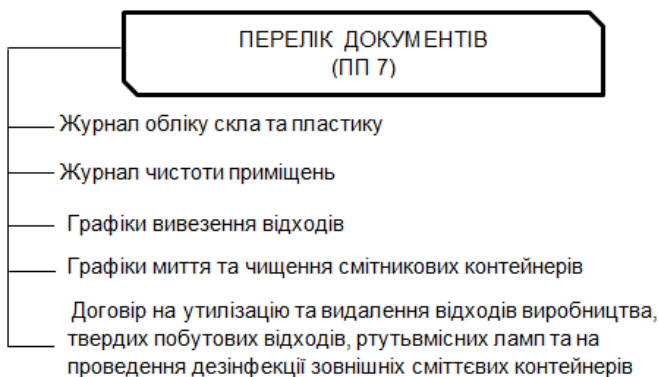 ПЕРЕЛІК ДОКУМЕНТІВ
(ПП 7)
Журнал обліку скла та пластику
Журнал чистоти приміщень
Графіки вивезення відходів
Графіки миття та чищення смітникових контейнерів
Договір на утилізацію та видалення відходів виробництва,
твердих побутових відходів, ртутьвмісних ламп та на
проведення дезінфекції зовнішніх сміттєвих контейнерів